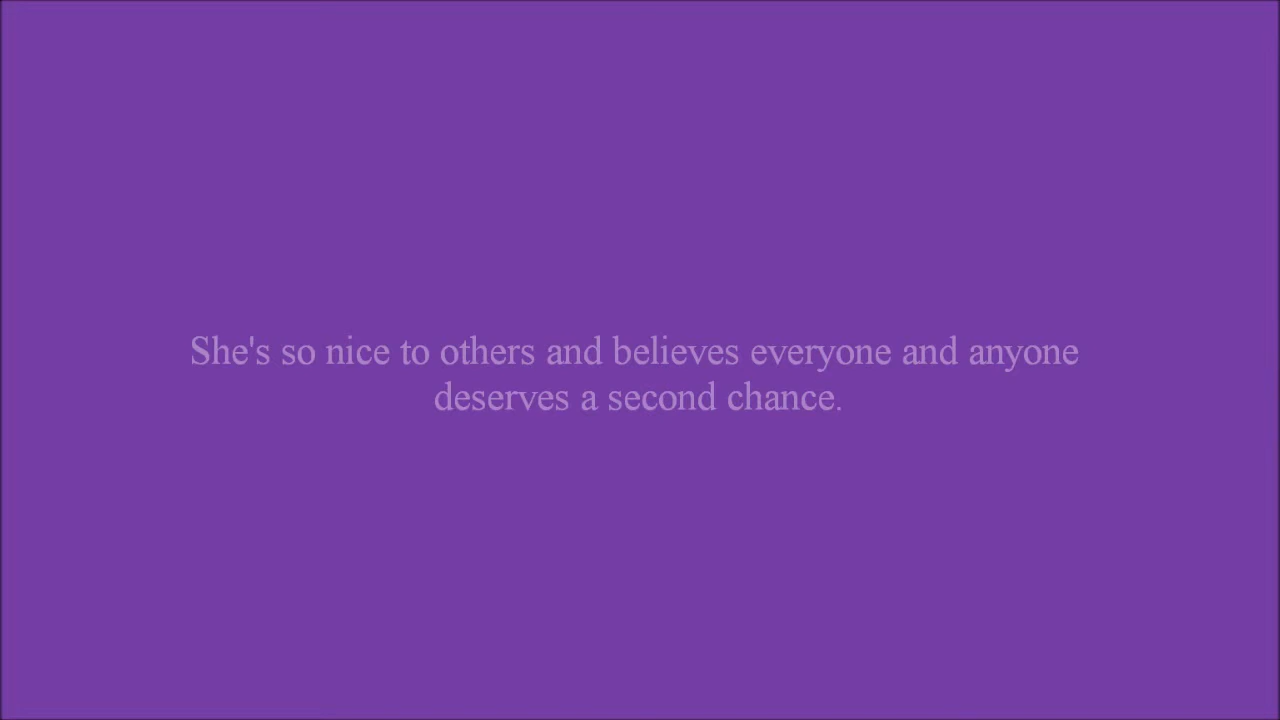 She's so nice to others and believes everyone and anyone
deserves a second chance.